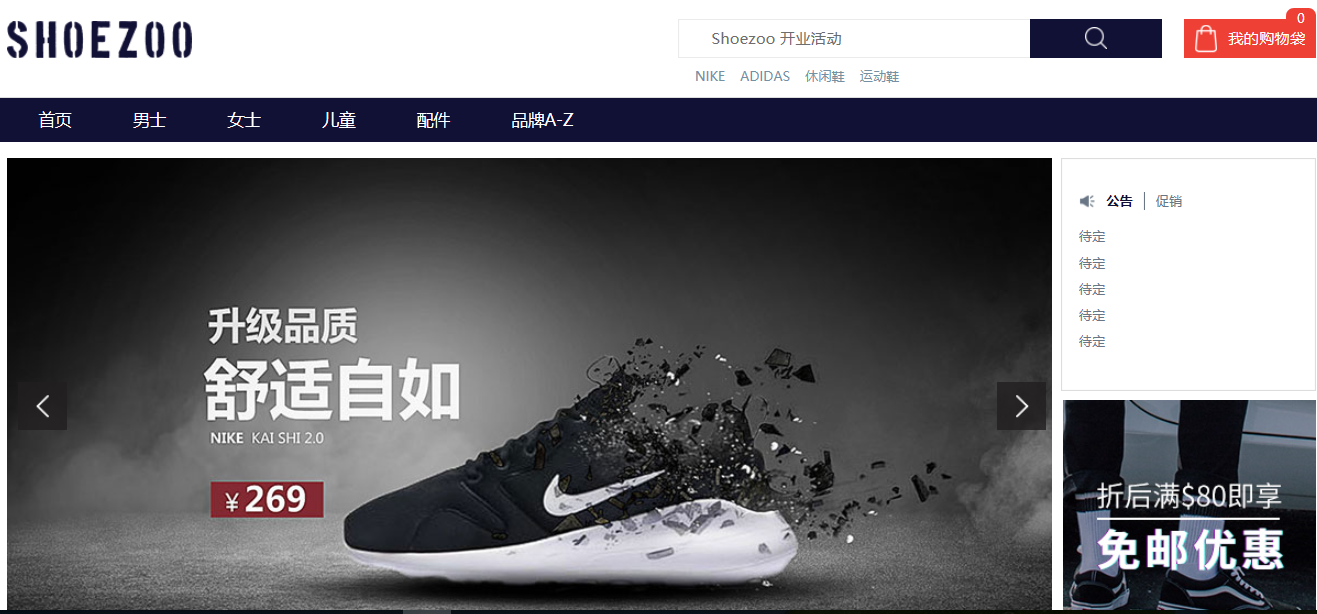 SHOEZOO
Shoezoo 开业活动
0
我的购物袋
NIKE ADIDAS 休闲鞋 运动鞋
首页 男士 女士 儿童 配件 品牌A-Z
升级品质
舒适自如
NIKE KAI SHI 2.0
￥269
公告 促销
待定
待定
待定
待定
待定
折后满$80即享
免邮优惠